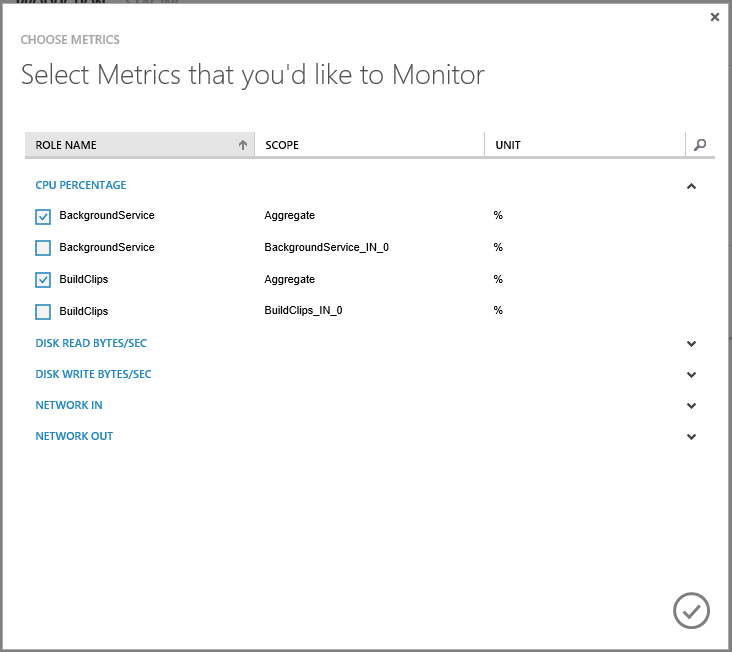 CHOOSE METRICS
Select Metrics that you'd like to Monitor
ROLE NAME SCOPE UNIT
CPU PERCENTAGE
BackgroundService Aggregate %
BackgroundService BackgroundService_IN_0 %
BuildClips Aggregate %
BuildClips BuildClips_IN_0 %
DISK READ BYTES/SEC
DISK WRITE BYTES/SEC
NETWORK IN
NETWORK OUT